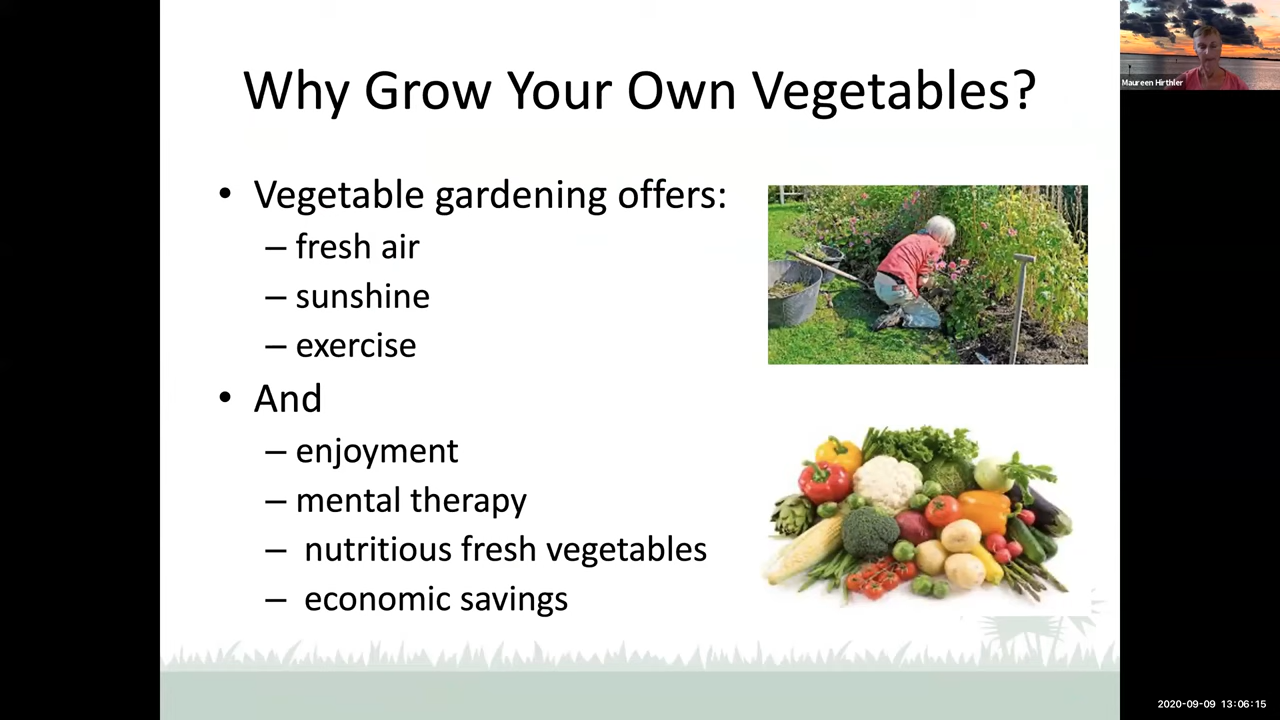 Why Grow Your Own Vegetables?
• Vegetable gardening offers:
– fresh air
– sunshine
– exercise
• And
– enjoyment
– mental therapy
– nutritious fresh vegetables
– economic savings
Maureen Hirthler
2020-09-09 13:06:15